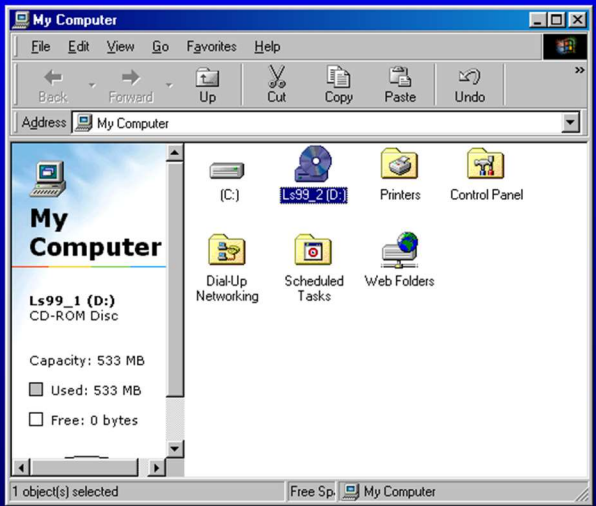 My Computer
File Edit View Go Favorites Help
Back Forward Up Cut Copy Paste Undo »
Address My Computer
My
Computer
Ls99_1 (D:)
CD-ROM Disc
Capacity: 533 MB
Used: 533 MB
Free: 0 bytes
(C:) Ls99_2 (D:) Printers Control Panel
Dial-Up
Networking
Scheduled
Tasks
Web Folders
1 object(s) selected Free Sp My Computer